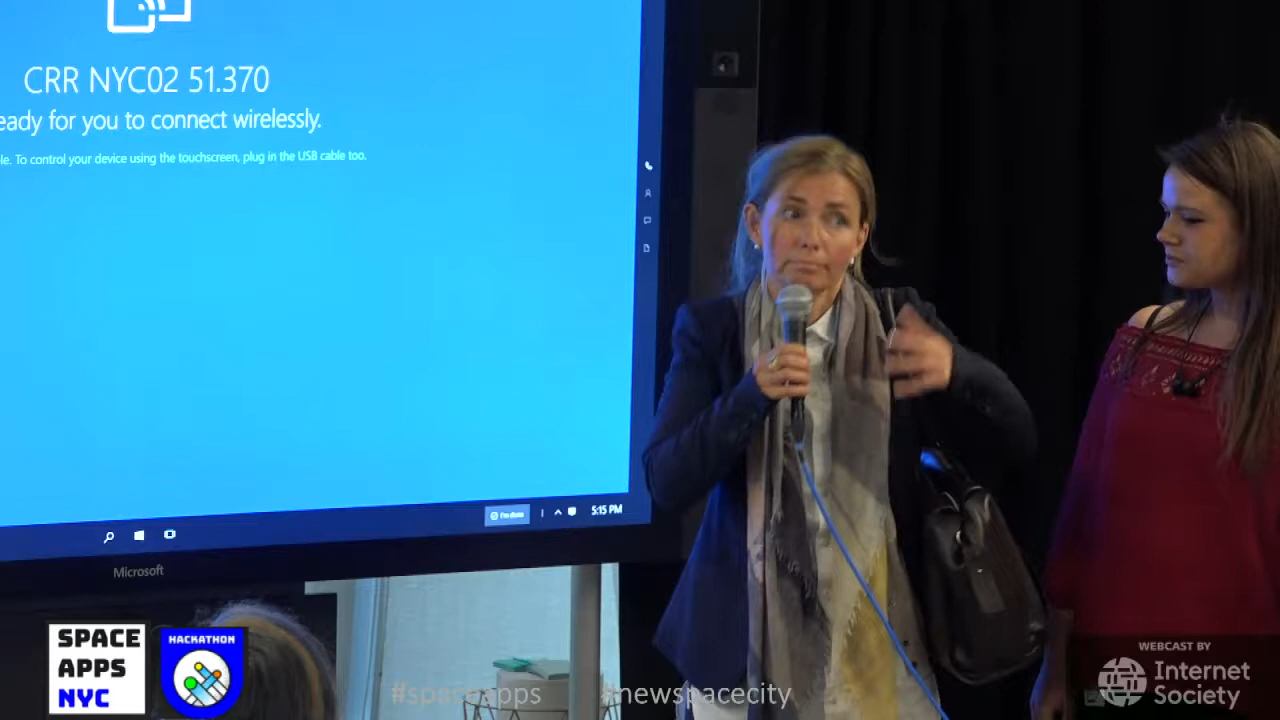 CRR NYC02 51.370
eady for you to connect wirelessly.
le. To control your device using the touchscreen, plug in the USB cable too.
I'm done
5:15 PM
Microsoft
SPACE
APPS
NYC
HACKATHON
#spaceapps #newspacecity
WEBCAST BY
Internet
Society